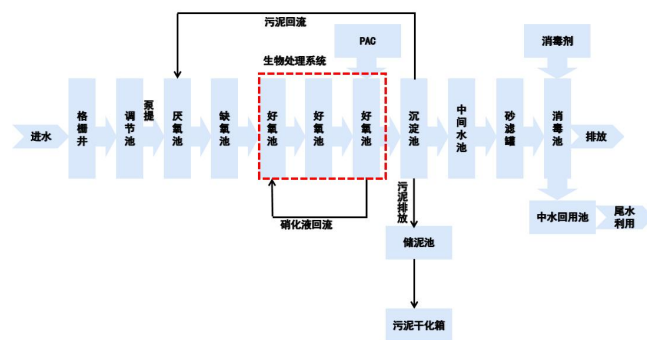 污泥回流
PAC
消毒剂
生物处理系统
进水
格栅井
调节池
泵提
厌氧池
缺氧池
好氧池
好氧池
好氧池
沉淀池
中间水池
砂滤罐
消毒池
排放
硝化液回流
污泥排放
中水回用池
尾水
利用
储泥池
污泥干化箱